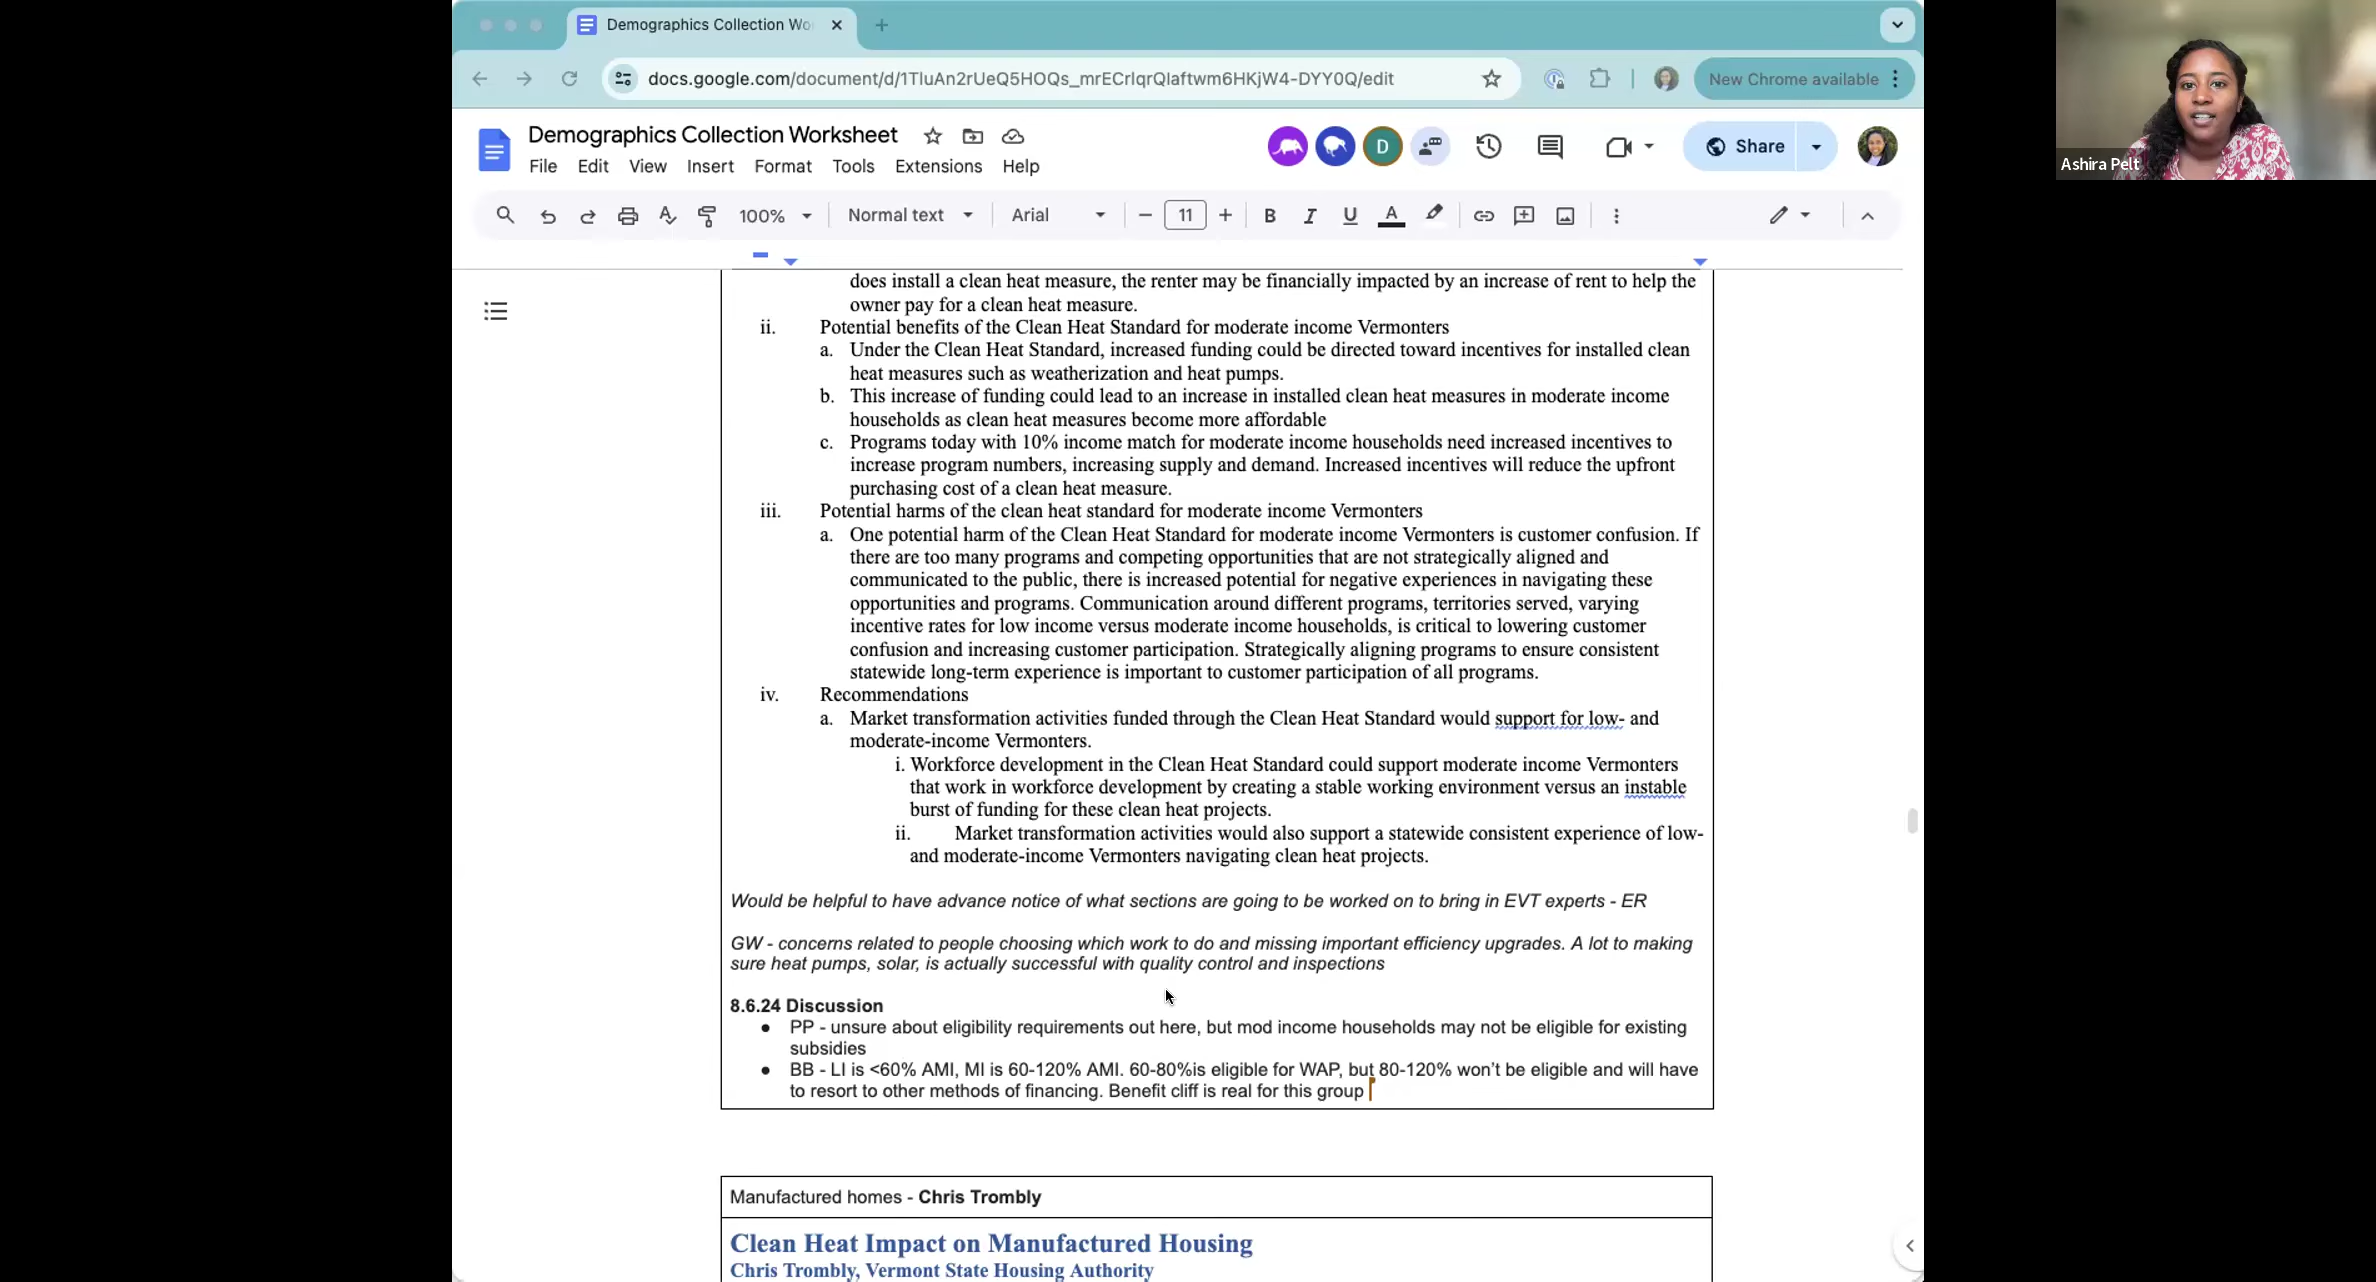 Demographics Collection Wo
docs.google.com/document/d/1TluAn2rUeQ5HOQs_mrECrlqrQlaftwm6HKjW4-DYY0Q/edit
New Chrome available
Demographics Collection Worksheet
D
Share
File Edit View Insert Format Tools Extensions Help
100% Normal text Arial 11 B I U A
does install a clean heat measure, the renter may be financially impacted by an increase of rent to help the
owner pay for a clean heat measure.
ii. Potential benefits of the Clean Heat Standard for moderate income Vermonters
a. Under the Clean Heat Standard, increased funding could be directed toward incentives for installed clean
heat measures such as weatherization and heat pumps.
b. This increase of funding could lead to an increase in installed clean heat measures in moderate income
households as clean heat measures become more affordable
c. Programs today with 10% income match for moderate income households need increased incentives to
increase program numbers, increasing supply and demand. Increased incentives will reduce the upfront
purchasing cost of a clean heat measure.
iii. Potential harms of the clean heat standard for moderate income Vermonters
a. One potential harm of the Clean Heat Standard for moderate income Vermonters is customer confusion. If
there are too many programs and competing opportunities that are not strategically aligned and
communicated to the public, there is increased potential for negative experiences in navigating these
opportunities and programs. Communication around different programs, territories served, varying
incentive rates for low income versus moderate income households, is critical to lowering customer
confusion and increasing customer participation. Strategically aligning programs to ensure consistent
statewide long-term experience is important to customer participation of all programs.
iv. Recommendations
a. Market transformation activities funded through the Clean Heat Standard would support for low- and
moderate-income Vermonters.
i. Workforce development in the Clean Heat Standard could support moderate income Vermonters
that work in workforce development by creating a stable working environment versus an instable
burst of funding for these clean heat projects.
ii. Market transformation activities would also support a statewide consistent experience of low-
and moderate-income Vermonters navigating clean heat projects.
Would be helpful to have advance notice of what sections are going to be worked on to bring in EVT experts - ER
GW - concerns related to people choosing which work to do and missing important efficiency upgrades. A lot to making
sure heat pumps, solar, is actually successful with quality control and inspections
8.6.24 Discussion
● PP - unsure about eligibility requirements out here, but mod income households may not be eligible for existing
subsidies
● BB - LI is <60% AMI, MI is 60-120% AMI. 60-80%is eligible for WAP, but 80-120% won't be eligible and will have
to resort to other methods of financing. Benefit cliff is real for this group
Manufactured homes - Chris Trombly
Clean Heat Impact on Manufactured Housing
Chris Trombly, Vermont State Housing Authority
Ashira Pelt